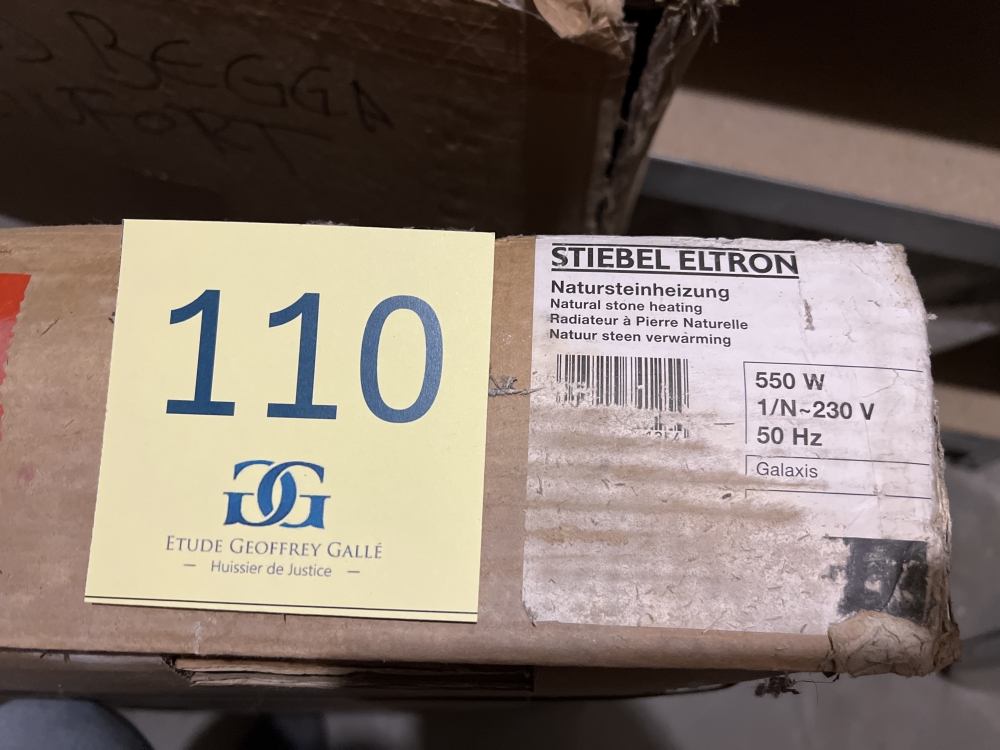 BEGGA
110
GG
ETUDE GEOFFREY GALLÉ
— Huissier de Justice —
STIEBEL ELTRON
Natursteinheizung
Natural stone heating
Radiateur à Pierre Naturelle
Natuur steen verwarming
550 W
1/N~230 V
50 Hz
Galaxis